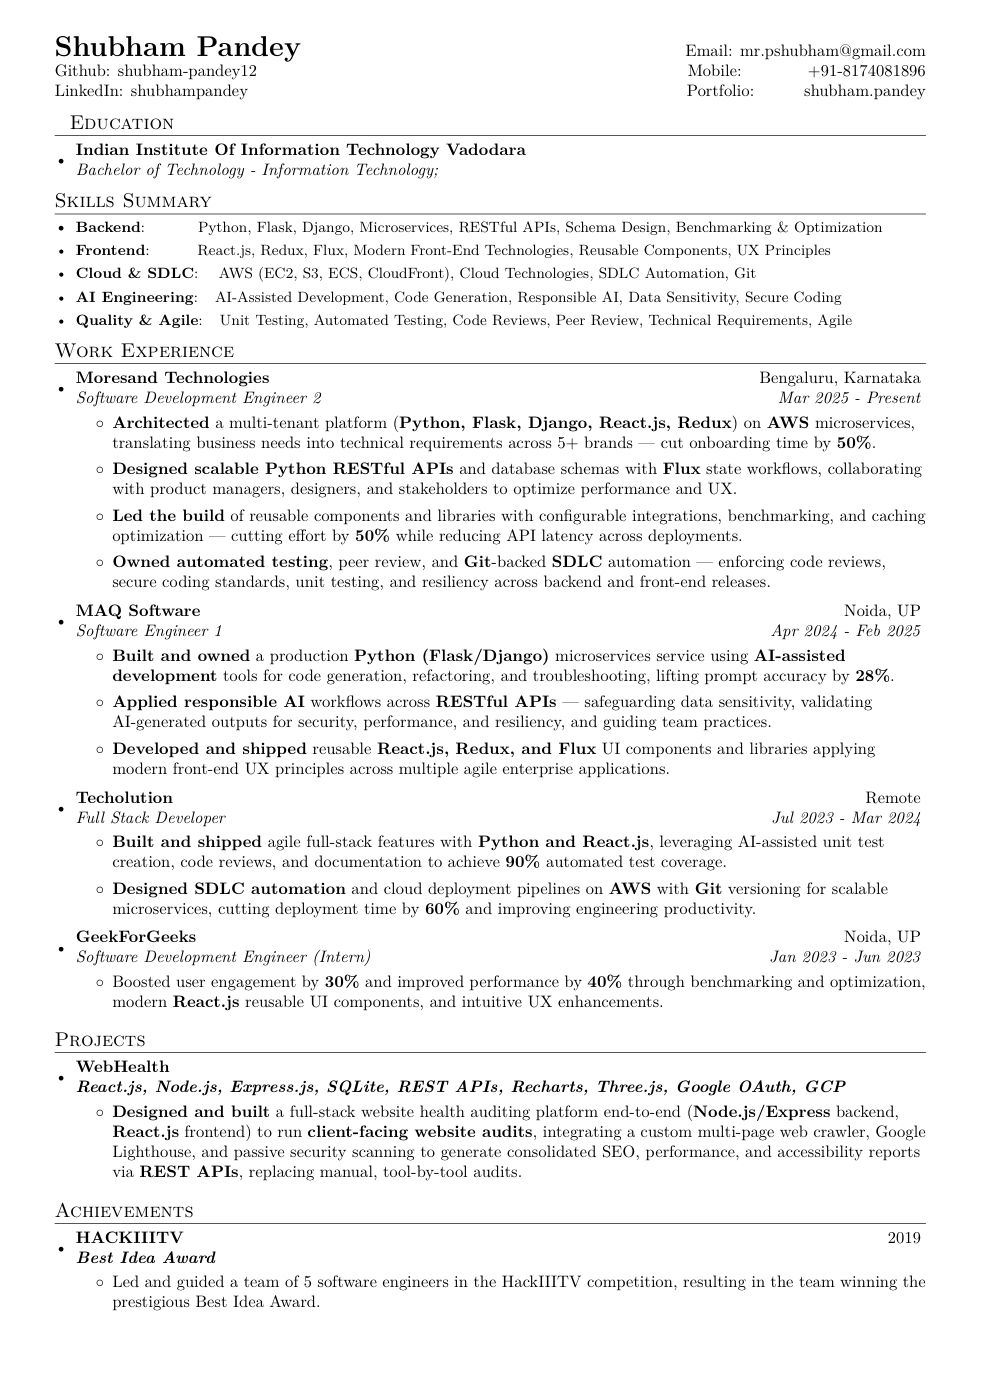 Shubham Pandey
Github: shubham-pandey12
LinkedIn: shubhampandey
Email: mr.pshubham@gmail.com
Mobile: +91-8174081896
Portfolio: shubham.pandey
Education
• Indian Institute Of Information Technology Vadodara
Bachelor of Technology - Information Technology;
Skills Summary
• Backend: Python, Flask, Django, Microservices, RESTful APIs, Schema Design, Benchmarking & Optimization
• Frontend: React.js, Redux, Flux, Modern Front-End Technologies, Reusable Components, UX Principles
• Cloud & SDLC: AWS (EC2, S3, ECS, CloudFront), Cloud Technologies, SDLC Automation, Git
• AI Engineering: AI-Assisted Development, Code Generation, Responsible AI, Data Sensitivity, Secure Coding
• Quality & Agile: Unit Testing, Automated Testing, Code Reviews, Peer Review, Technical Requirements, Agile
Work Experience
• Moresand Technologies Bengaluru, Karnataka
Software Development Engineer 2 Mar 2025 - Present
◦ Architected a multi-tenant platform (Python, Flask, Django, React.js, Redux) on AWS microservices,
translating business needs into technical requirements across 5+ brands — cut onboarding time by 50%.
◦ Designed scalable Python RESTful APIs and database schemas with Flux state workflows, collaborating
with product managers, designers, and stakeholders to optimize performance and UX.
◦ Led the build of reusable components and libraries with configurable integrations, benchmarking, and caching
optimization — cutting effort by 50% while reducing API latency across deployments.
◦ Owned automated testing, peer review, and Git-backed SDLC automation — enforcing code reviews,
secure coding standards, unit testing, and resiliency across backend and front-end releases.
• MAQ Software Noida, UP
Software Engineer 1 Apr 2024 - Feb 2025
◦ Built and owned a production Python (Flask/Django) microservices service using AI-assisted
development tools for code generation, refactoring, and troubleshooting, lifting prompt accuracy by 28%.
◦ Applied responsible AI workflows across RESTful APIs — safeguarding data sensitivity, validating
AI-generated outputs for security, performance, and resiliency, and guiding team practices.
◦ Developed and shipped reusable React.js, Redux, and Flux UI components and libraries applying
modern front-end UX principles across multiple agile enterprise applications.
• Techolution Remote
Full Stack Developer Jul 2023 - Mar 2024
◦ Built and shipped agile full-stack features with Python and React.js, leveraging AI-assisted unit test
creation, code reviews, and documentation to achieve 90% automated test coverage.
◦ Designed SDLC automation and cloud deployment pipelines on AWS with Git versioning for scalable
microservices, cutting deployment time by 60% and improving engineering productivity.
• GeekForGeeks Noida, UP
Software Development Engineer (Intern) Jan 2023 - Jun 2023
◦ Boosted user engagement by 30% and improved performance by 40% through benchmarking and optimization,
modern React.js reusable UI components, and intuitive UX enhancements.
Projects
• WebHealth
React.js, Node.js, Express.js, SQLite, REST APIs, Recharts, Three.js, Google OAuth, GCP
◦ Designed and built a full-stack website health auditing platform end-to-end (Node.js/Express backend,
React.js frontend) to run client-facing website audits, integrating a custom multi-page web crawler, Google
Lighthouse, and passive security scanning to generate consolidated SEO, performance, and accessibility reports
via REST APIs, replacing manual, tool-by-tool audits.
Achievements
• HACKIIITV 2019
Best Idea Award
◦ Led and guided a team of 5 software engineers in the HackIIITV competition, resulting in the team winning the
prestigious Best Idea Award.